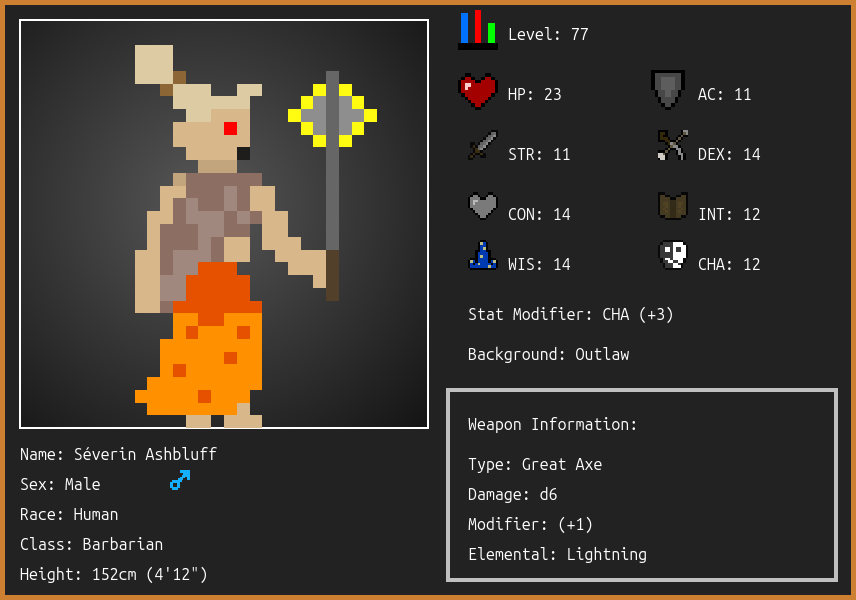 Level: 77
HP: 23
AC: 11
STR: 11
DEX: 14
CON: 14
INT: 12
WIS: 14
CHA: 12
Stat Modifier: CHA (+3)
Background: Outlaw
Weapon Information:
Type: Great Axe
Damage: d6
Modifier: (+1)
Elemental: Lightning
Name: Séverin Ashbluff
Sex: Male
Race: Human
Class: Barbarian
Height: 152cm (4'12")